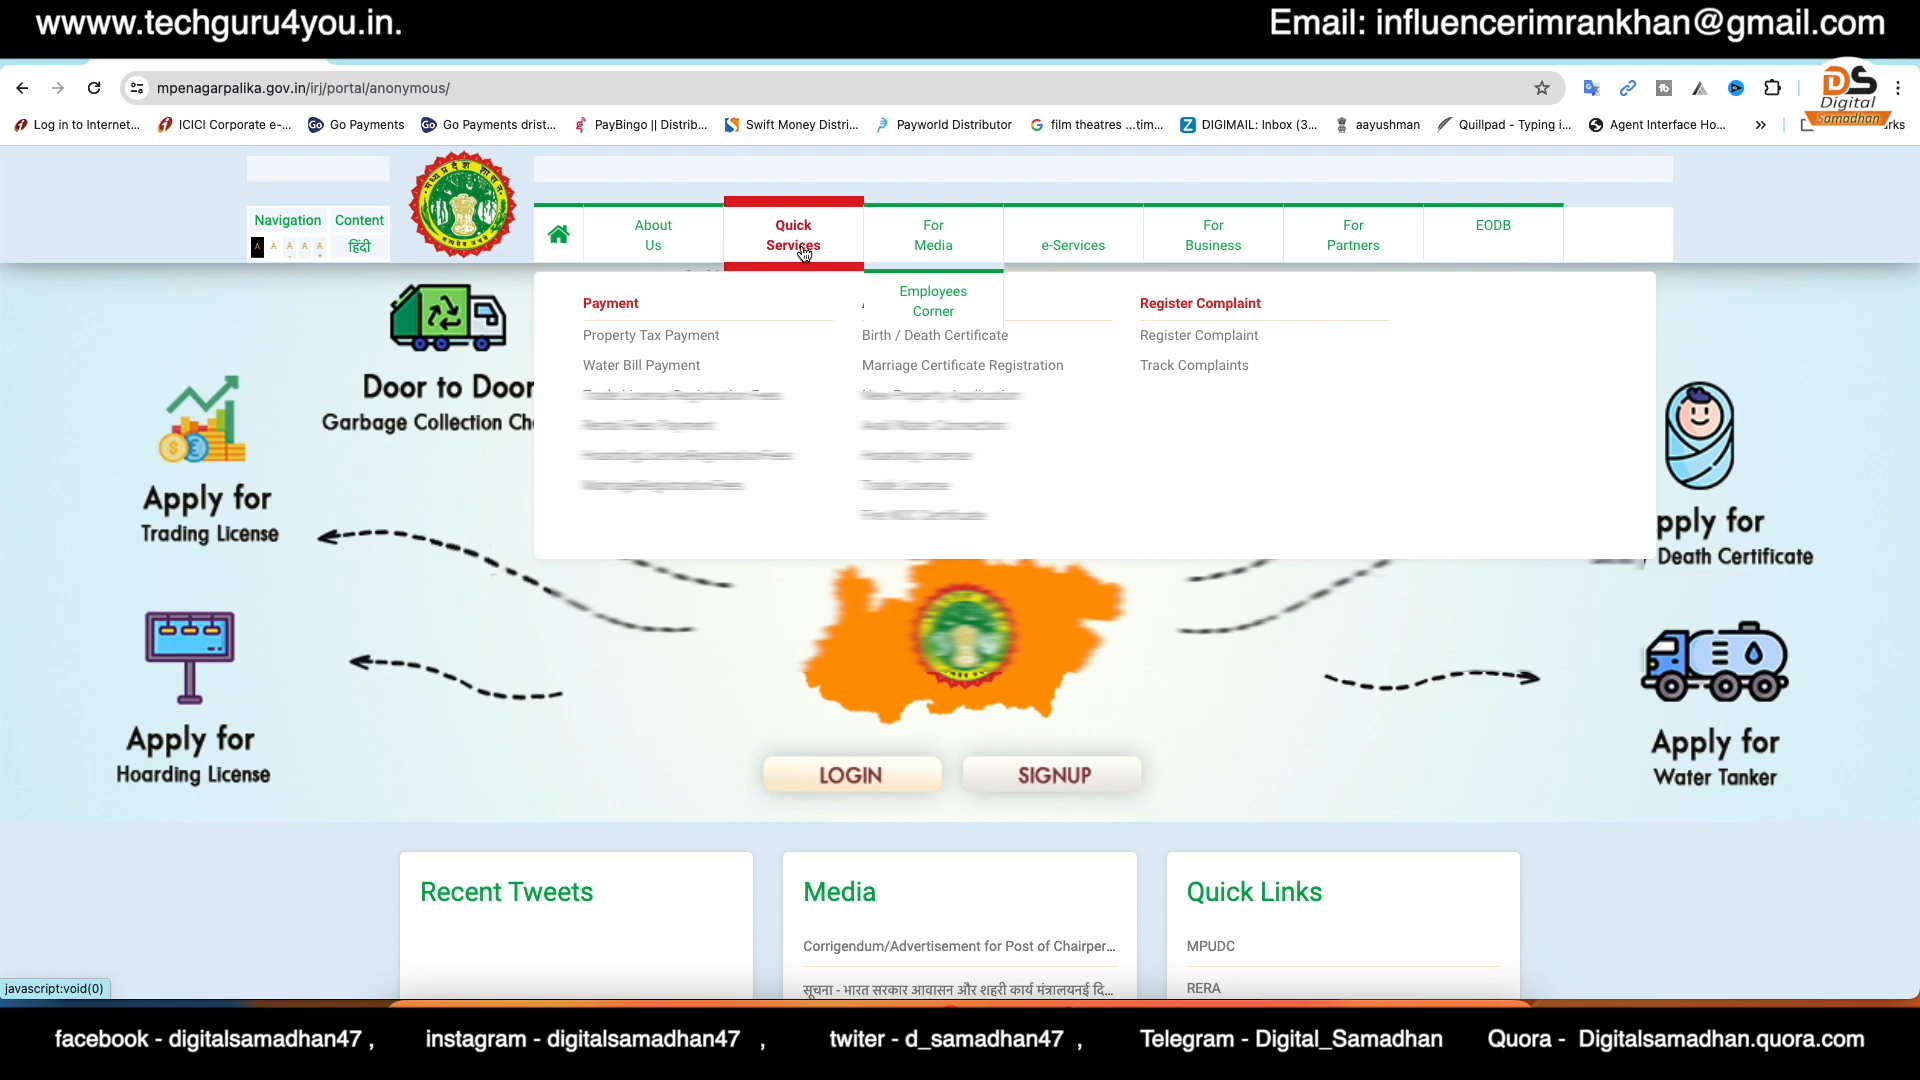 wwww.techguru4you.in.
Email: influencerimrankhan@gmail.com
DS
Digital
Samadhan
mpenagarpalika.gov.in/irj/portal/anonymous/
Log in to Internet...
ICICI Corporate e-...
Go Payments
Go Payments drist...
PayBingo || Distrib...
Swift Money Distri...
Payworld Distributor
film theatres ...tim...
DIGIMAIL: Inbox (3...
aayushman
Quillpad - Typing i...
Agent Interface Ho...
Navigation
Content
A A A A A
हिंदी
About
Us
Quick
Services
For
Media
e-Services
For
Business
For
Partners
EODB
Employees
Corner
Payment
Property Tax Payment
Water Bill Payment
Birth / Death Certificate
Marriage Certificate Registration
Register Complaint
Register Complaint
Track Complaints
Door to Door
Garbage Collection
Apply for
Trading License
Apply for
Hoarding License
pply for
Death Certificate
Apply for
Water Tanker
LOGIN
SIGNUP
Recent Tweets
Media
Corrigendum/Advertisement for Post of Chairper...
सूचना - भारत सरकार आवासन और शहरी कार्य मंत्रालयनई दि...
Quick Links
MPUDC
RERA
javascript:void(0)
facebook - digitalsamadhan47 ,
instagram - digitalsamadhan47 ,
twiter - d_samadhan47 ,
Telegram - Digital_Samadhan
Quora - Digitalsamadhan.quora.com